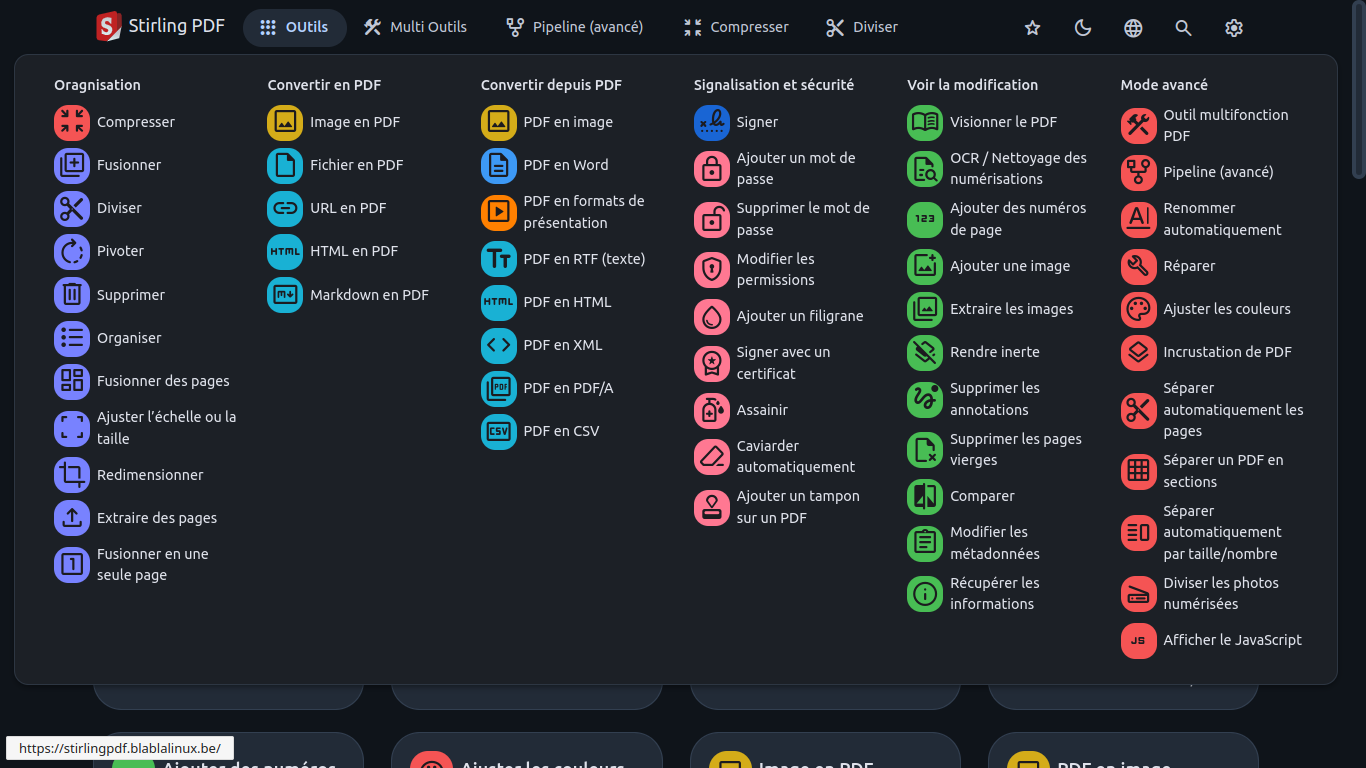 Stirling PDF
OUtils
Multi Outils
Pipeline (avancé)
Compresser
Diviser
Oragnisation
Compresser
Fusionner
Diviser
Pivoter
Supprimer
Organiser
Fusionner des pages
Ajuster l’échelle ou la
taille
Redimensionner
Extraire des pages
Fusionner en une
seule page
Convertir en PDF
Image en PDF
Fichier en PDF
URL en PDF
HTML
HTML en PDF
Markdown en PDF
Convertir depuis PDF
PDF en image
PDF en Word
PDF en formats de
présentation
PDF en RTF (texte)
HTML
PDF en HTML
PDF en XML
PDF
PDF en PDF/A
CSV
PDF en CSV
Signalisation et sécurité
Signer
Ajouter un mot de
passe
Supprimer le mot de
passe
Modifier les
permissions
Ajouter un filigrane
Signer avec un
certificat
Assainir
Caviarder
automatiquement
Ajouter un tampon
sur un PDF
Voir la modification
Visionner le PDF
OCR / Nettoyage des
numérisations
123
Ajouter des numéros
de page
Ajouter une image
Extraire les images
Rendre inerte
Supprimer les
annotations
Supprimer les pages
vierges
Comparer
Modifier les
métadonnées
Récupérer les
informations
Mode avancé
Outil multifonction
PDF
Pipeline (avancé)
Renommer
automatiquement
Réparer
Ajuster les couleurs
Incrustation de PDF
Séparer
automatiquement les
pages
Séparer un PDF en
sections
Séparer
automatiquement
par taille/nombre
Diviser les photos
numérisées
JS
Afficher le JavaScript
https://stirlingpdf.blablalinux.be/
Ajouter des numéros
Ajuster les couleurs
Image en PDF
PDF en image